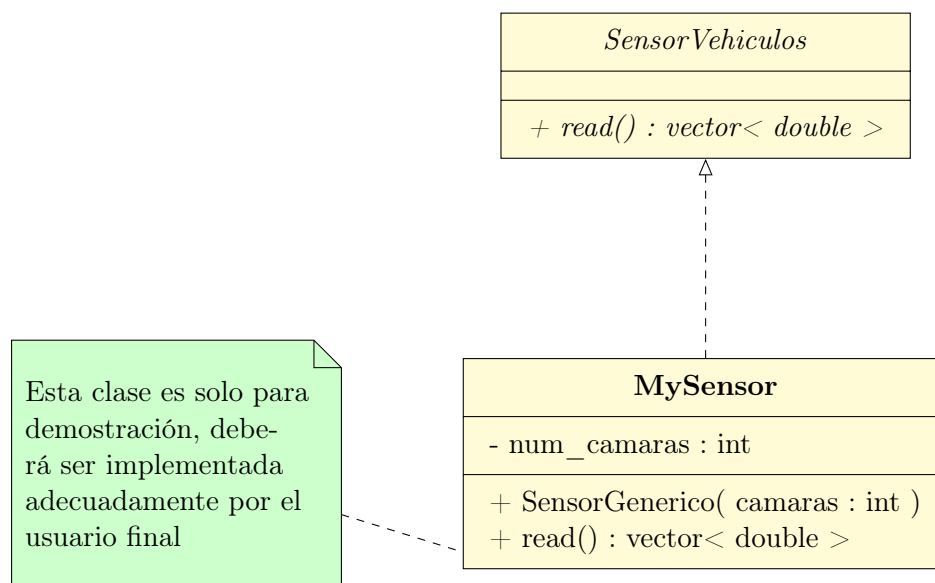 SensorVehiculos
+ read() : vector< double >
MySensor
- num_camaras : int
+ SensorGenerico( camaras : int )
+ read() : vector< double >
Esta clase es solo para
demostración, debe-
rá ser implementada
adecuadamente por el
usuario final